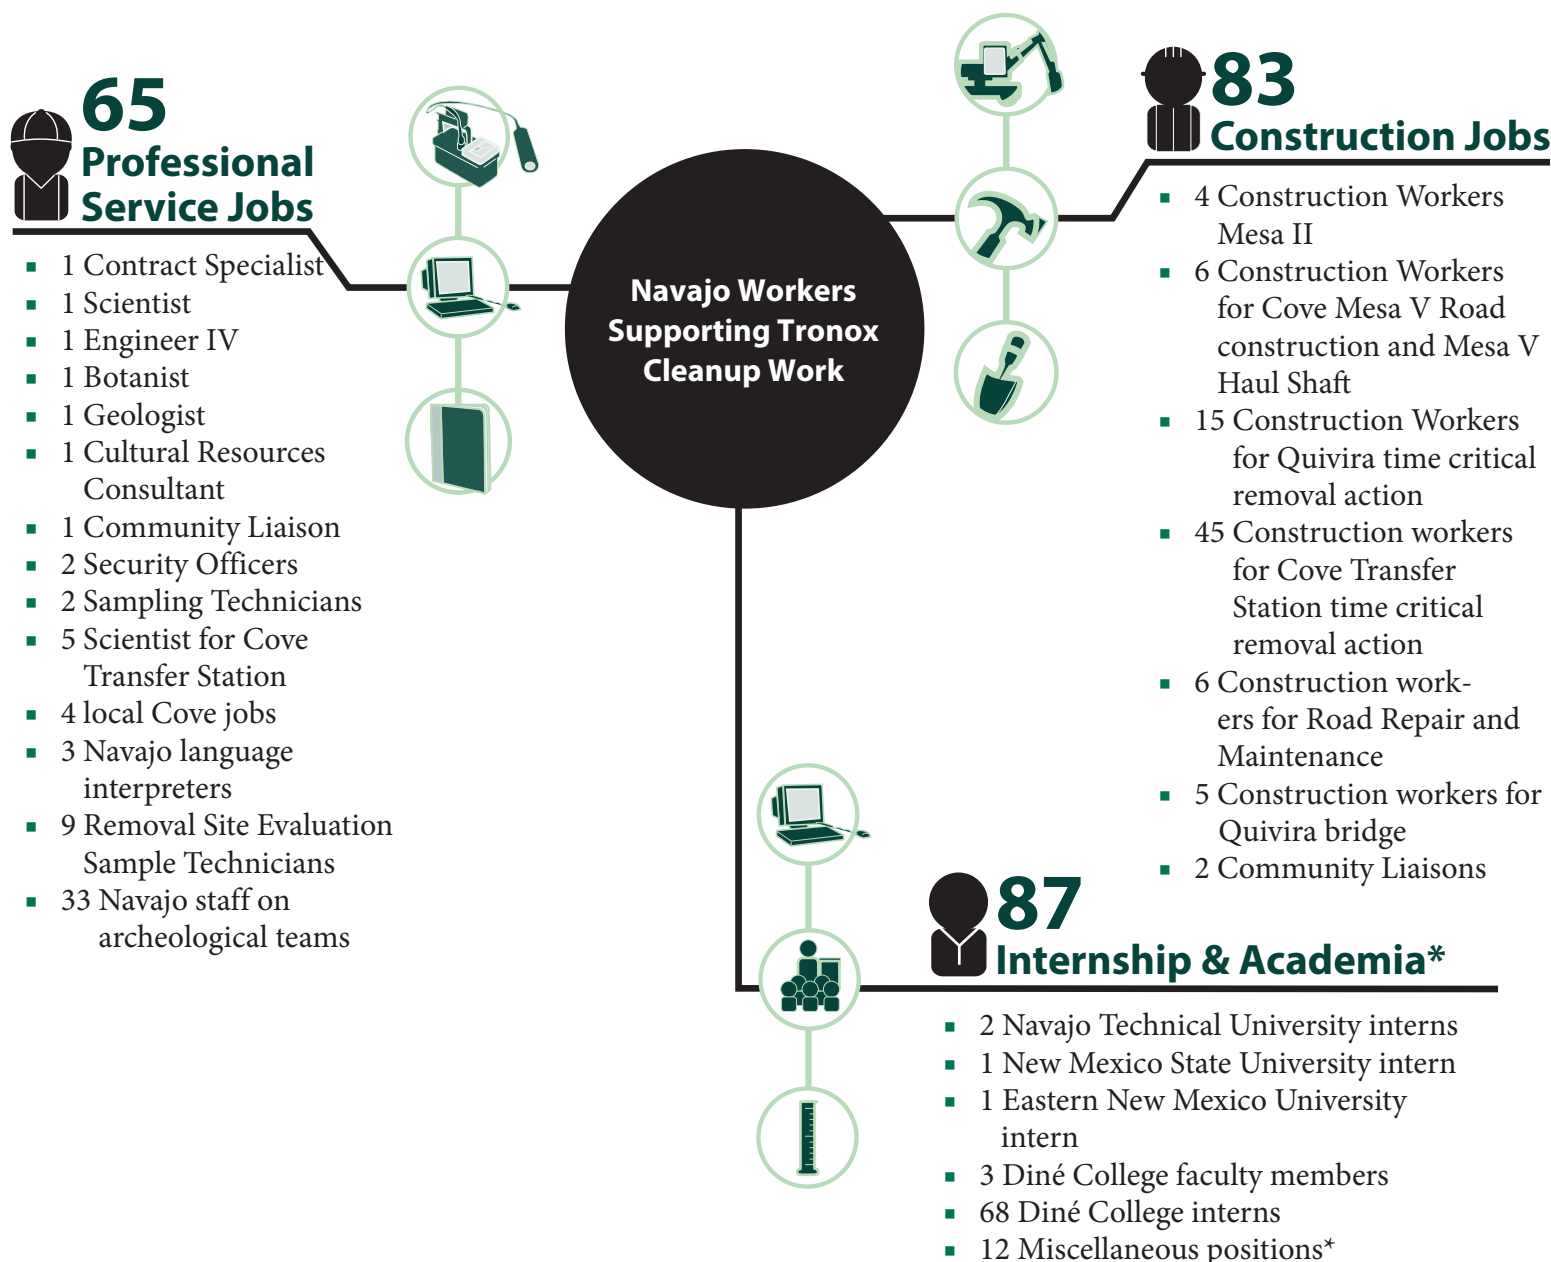 65
Professional
Service Jobs
▪ 1 Contract Specialist
▪ 1 Scientist
▪ 1 Engineer IV
▪ 1 Botanist
▪ 1 Geologist
▪ 1 Cultural Resources
Consultant
▪ 1 Community Liaison
▪ 2 Security Officers
▪ 2 Sampling Technicians
▪ 5 Scientist for Cove
Transfer Station
▪ 4 local Cove jobs
▪ 3 Navajo language
interpreters
▪ 9 Removal Site Evaluation
Sample Technicians
▪ 33 Navajo staff on
archeological teams
Navajo Workers
Supporting Tronox
Cleanup Work
83
Construction Jobs
▪ 4 Construction Workers
Mesa II
▪ 6 Construction Workers
for Cove Mesa V Road
construction and Mesa V
Haul Shaft
▪ 15 Construction Workers
for Quivira time critical
removal action
▪ 45 Construction workers
for Cove Transfer
Station time critical
removal action
▪ 6 Construction work-
ers for Road Repair and
Maintenance
▪ 5 Construction workers for
Quivira bridge
▪ 2 Community Liaisons
87
Internship & Academia*
▪ 2 Navajo Technical University interns
▪ 1 New Mexico State University intern
▪ 1 Eastern New Mexico University
intern
▪ 3 Diné College faculty members
▪ 68 Diné College interns
▪ 12 Miscellaneous positions*